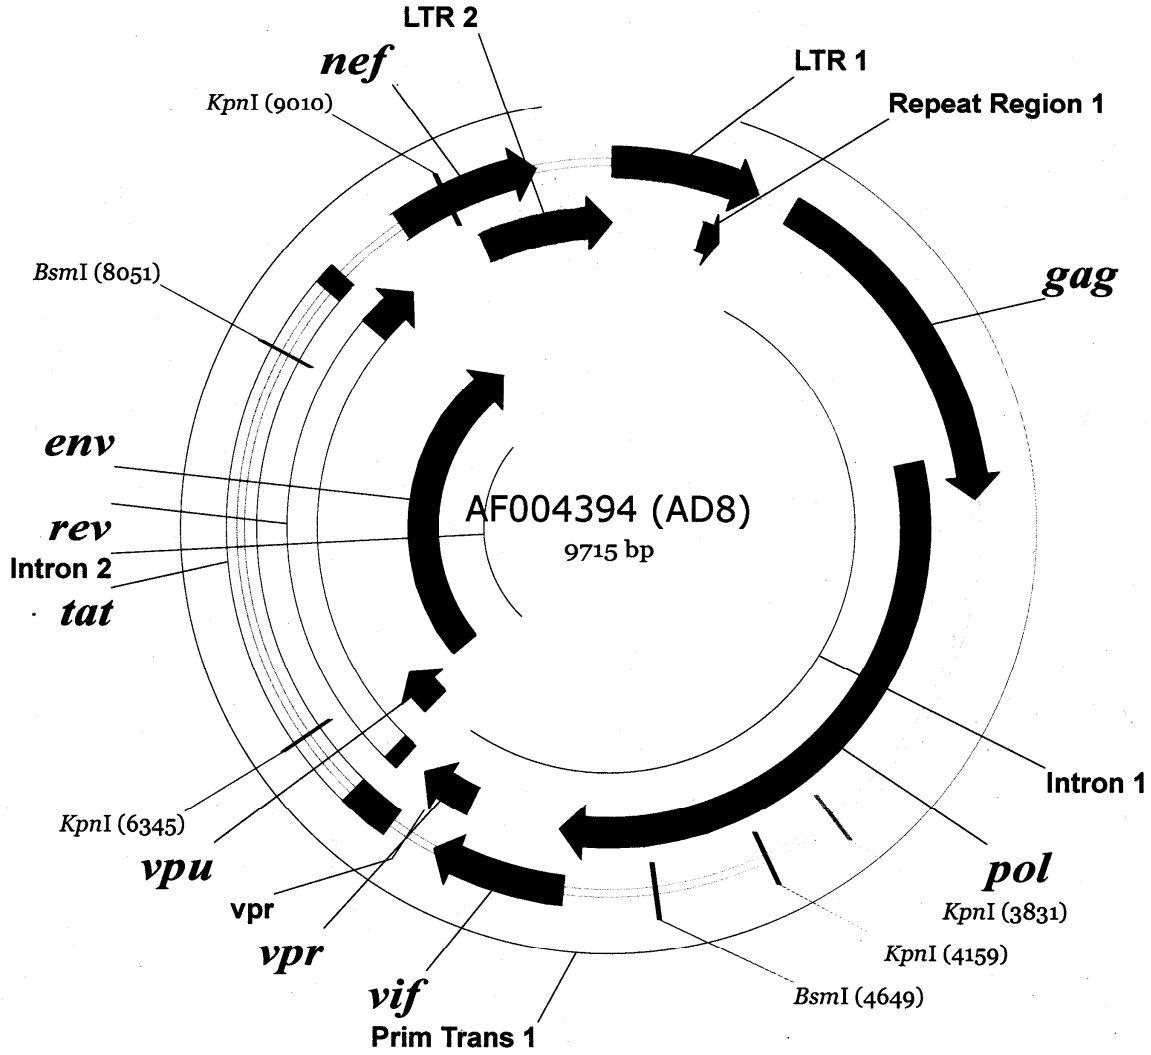 LTR 2
nef
LTR 1
KpnI (9010)
Repeat Region 1
BsmI (8051)
gag
env
AF004394 (AD8)
rev
9715 bp
Intron 2
tat
Intron 1
KpnI (6345)
vpu
pol
vpr
KpnI (3831)
vpr
KpnI (4159)
vif
BsmI (4649)
Prim Trans 1